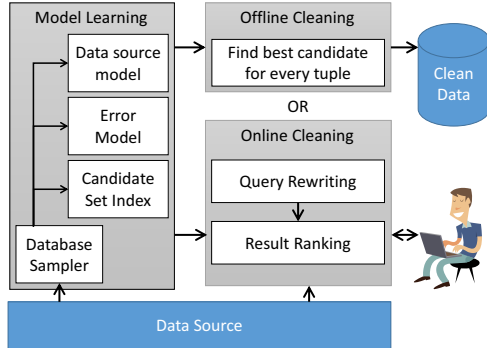 Model Learning
Data source
model
Error
Model
Candidate
Set Index
Database
Sampler
Offline Cleaning
Find best candidate
for every tuple
OR
Online Cleaning
Query Rewriting
Result Ranking
Clean
Data
Data Source